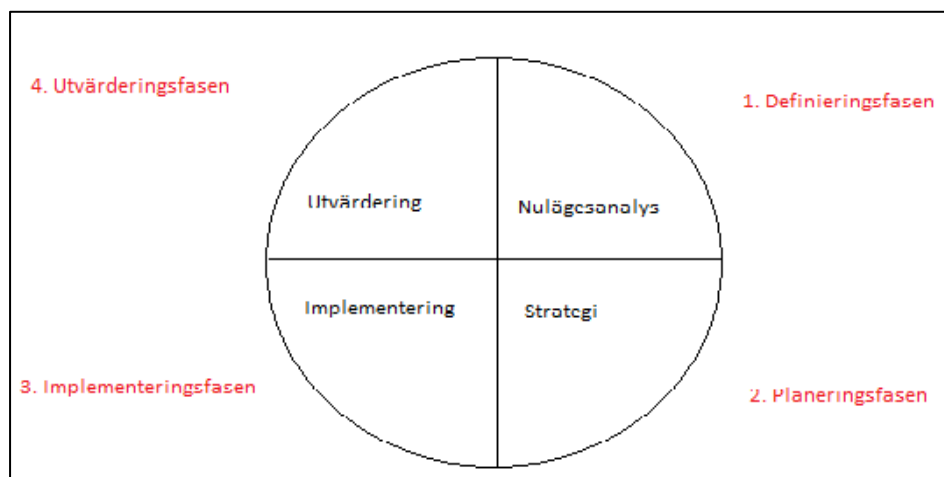 4. Utvärderingsfasen
1. Definieringsfasen
Utvärdering
Nulägesanalys
Implementering
Strategi
3. Implementeringsfasen
2. Planeringsfasen